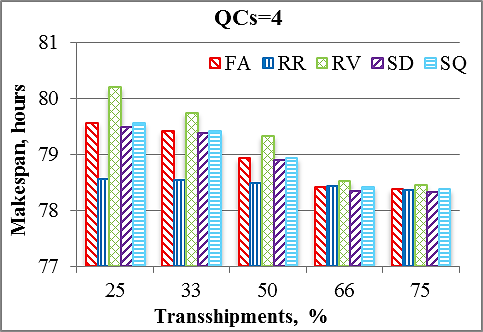 QCs=4
81
FA RR RV SD SQ
80
79
78
77
Makespan, hours
25 33 50 66 75
Transshipments, %